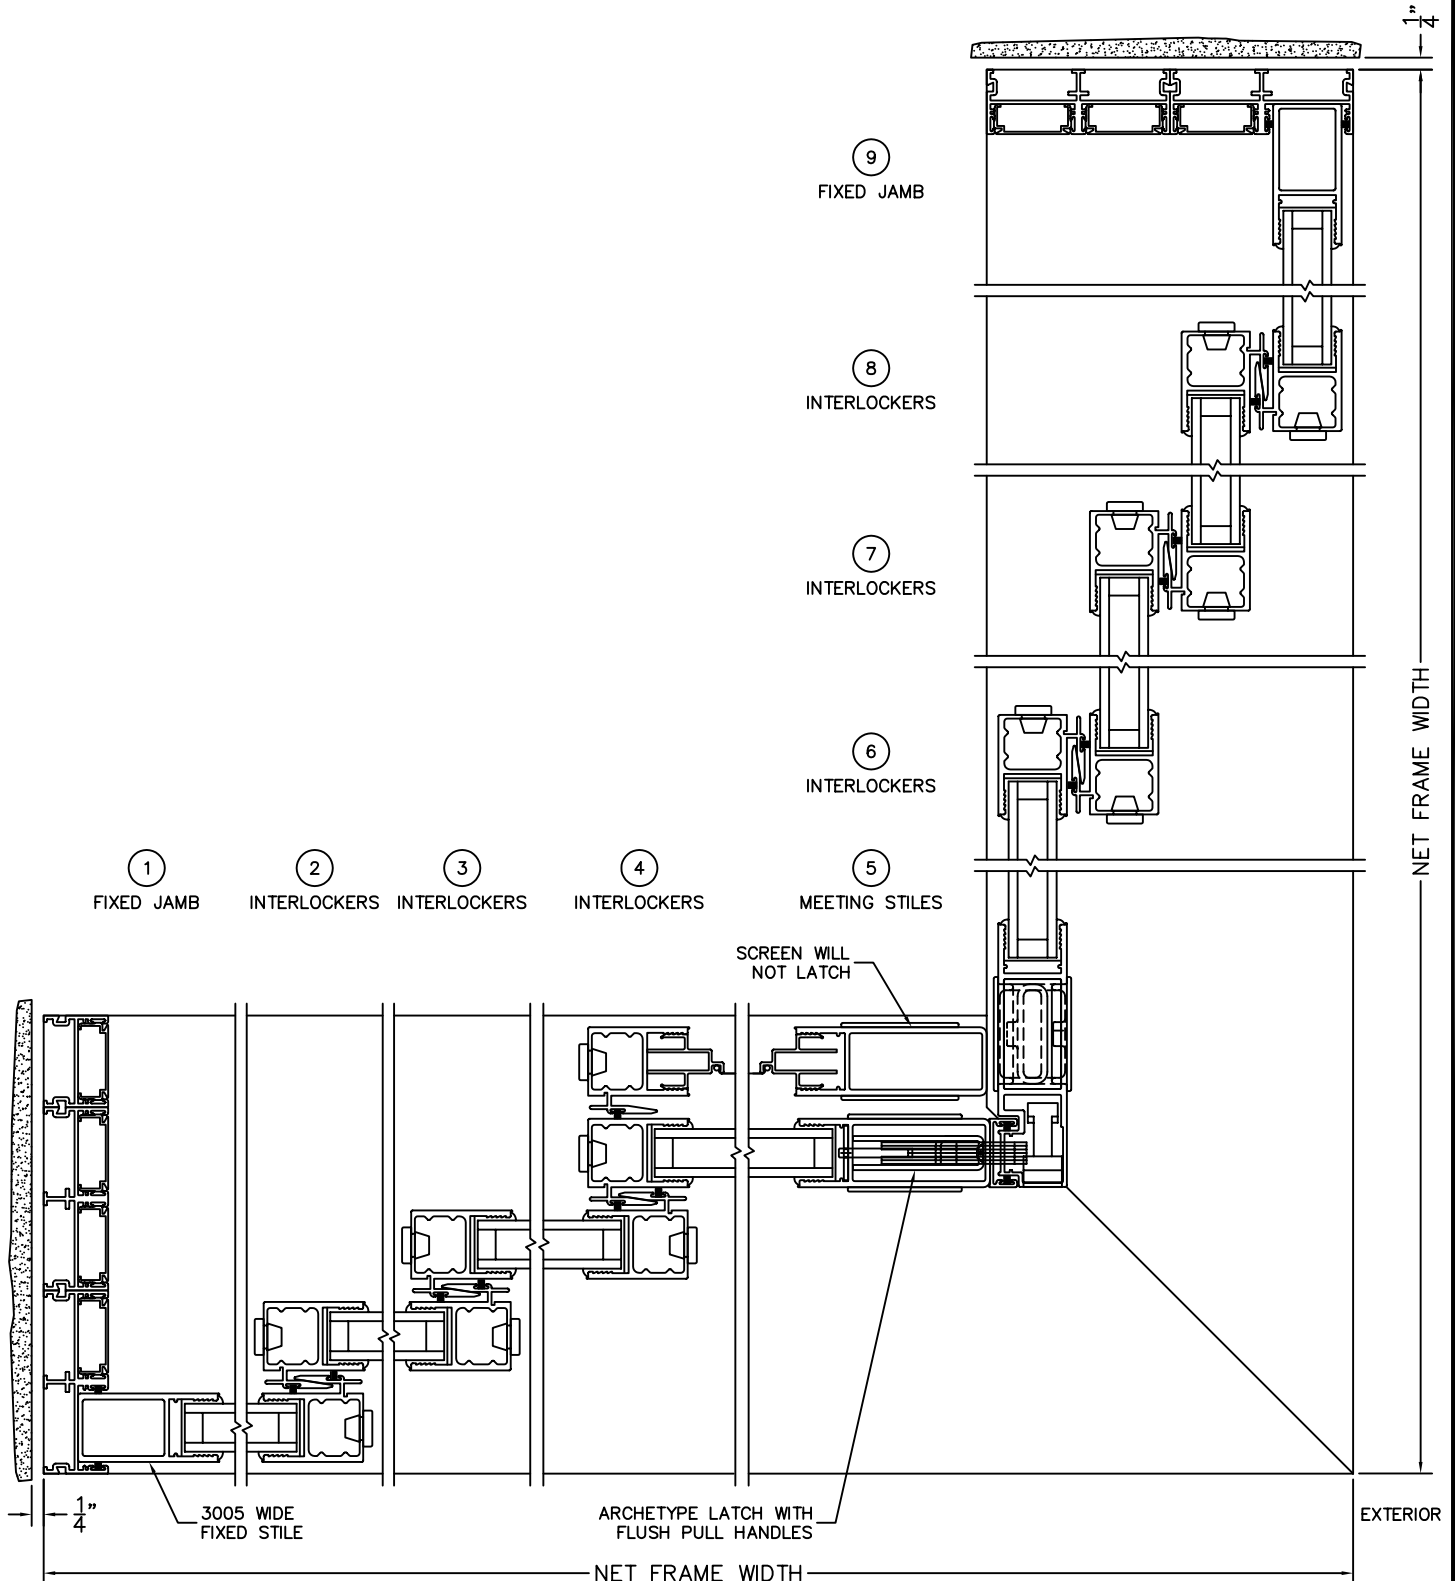 1"
4
9
FIXED JAMB
8
INTERLOCKERS
7
INTERLOCKERS
6
INTERLOCKERS
NET FRAME WIDTH
1
FIXED JAMB
2
INTERLOCKERS
3
INTERLOCKERS
4
INTERLOCKERS
5
MEETING STILES
SCREEN WILL
NOT LATCH
1"
4
3005 WIDE
FIXED STILE
ARCHETYPE LATCH WITH
FLUSH PULL HANDLES
EXTERIOR
NET FRAME WIDTH